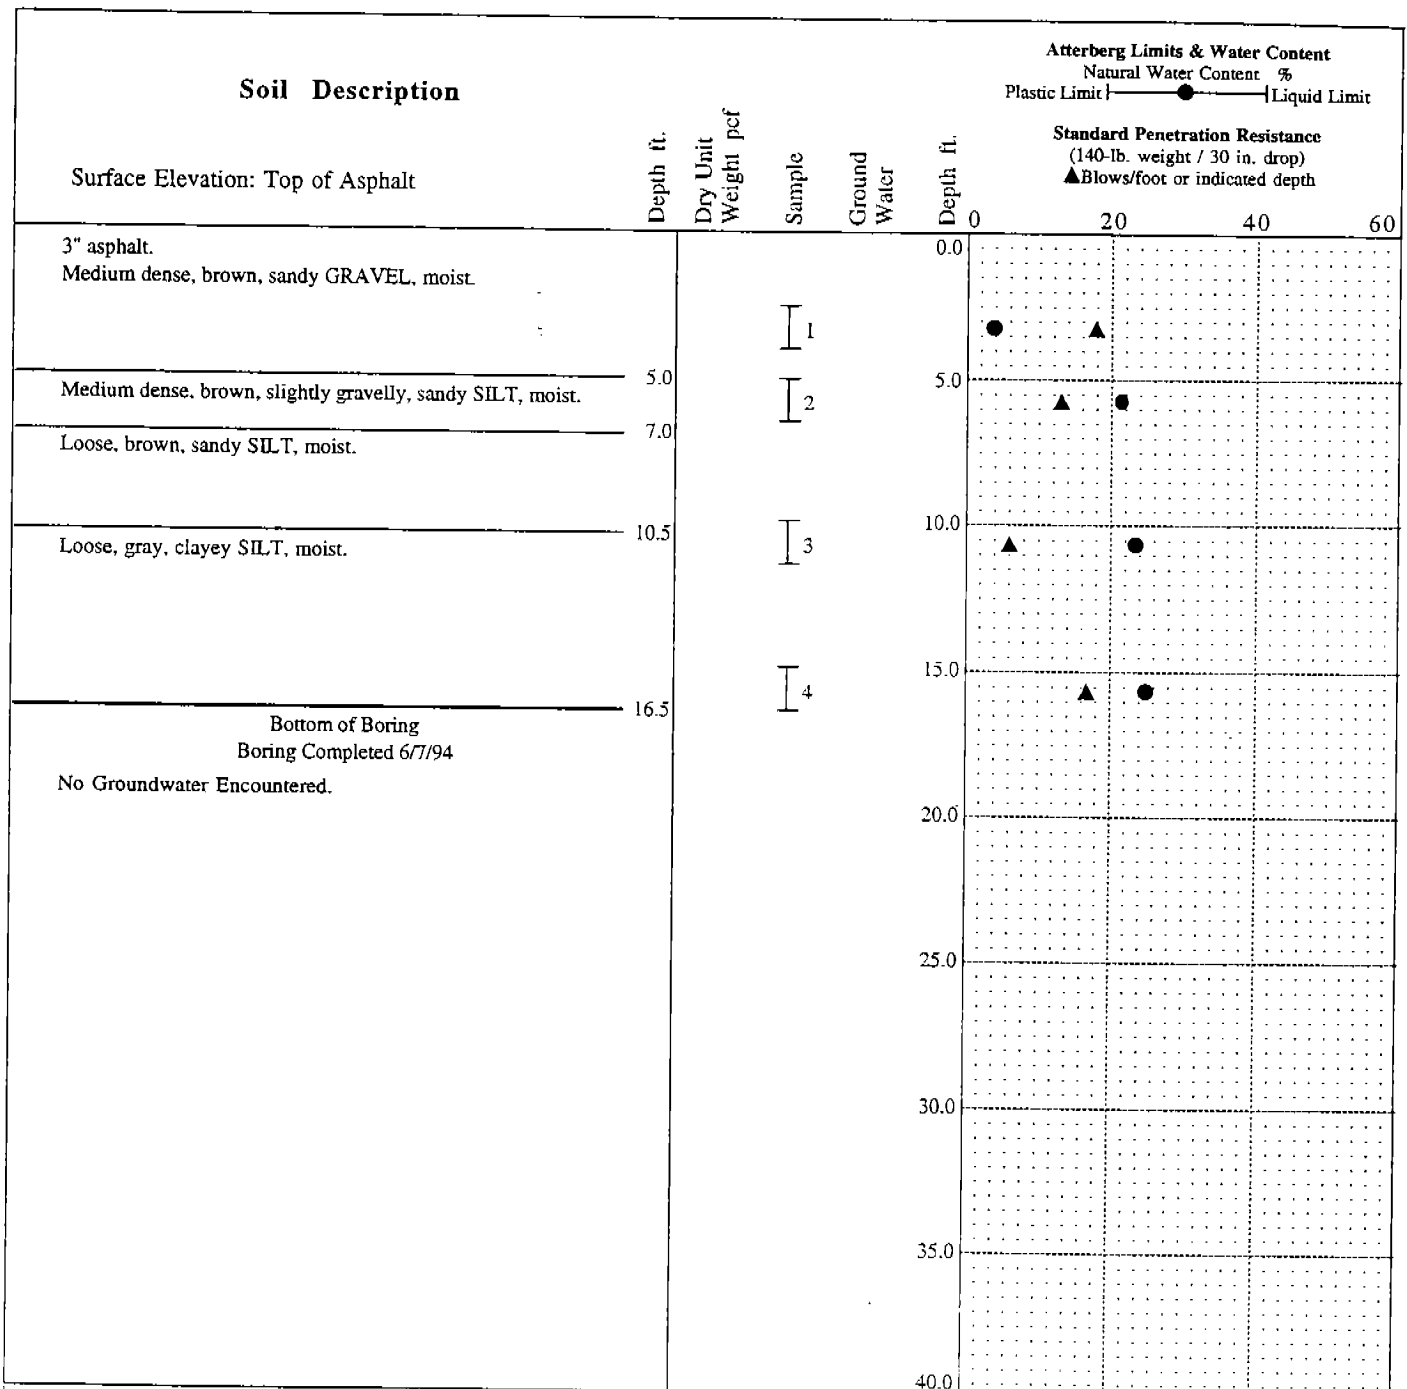 Soil Description
Surface Elevation: Top of Asphalt
Depth ft.
Dry Unit
Weight pcf
Sample
Ground
Water
Depth ft.
Atterberg Limits & Water Content
Natural Water Content %
Plastic Limit
Liquid Limit
Standard Penetration Resistance
(140-lb. weight / 30 in. drop)
▲Blows/foot or indicated depth
0 20 40 60
3" asphalt.
Medium dense, brown, sandy GRAVEL, moist.
0.0
1
5.0
5.0
Medium dense, brown, slightly gravelly, sandy SILT, moist.
2
7.0
Loose, brown, sandy SILT, moist.
10.5
10.0
Loose, gray, clayey SILT, moist.
3
15.0
4
16.5
Bottom of Boring
Boring Completed 6/7/94
No Groundwater Encountered.
20.0
25.0
30.0
35.0
40.0